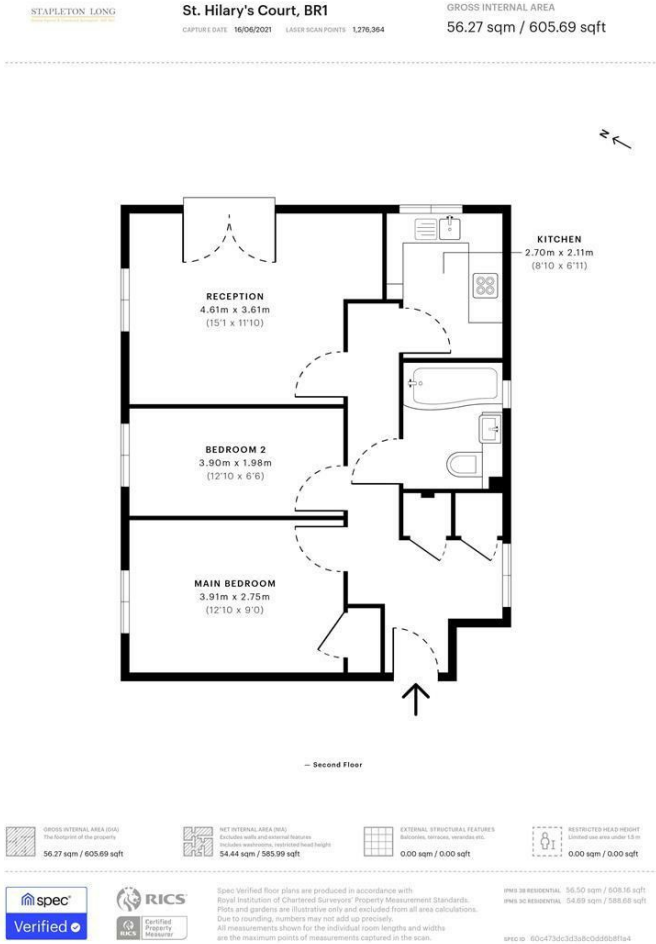 STAPLETON LONG
St. Hilary's Court, BR1
CAPTURE DATE 16/06/2021 LASER SCAN POINTS 1,276,364
GROSS INTERNAL AREA
56.27 sqm / 605.69 sqft
N
KITCHEN
2.70m x 2.11m
(8'10 x 6'11)
RECEPTION
4.61m x 3.61m
(15'1 x 11'10)
BEDROOM 2
3.90m x 1.98m
(12'10 x 6'6)
MAIN BEDROOM
3.91m x 2.75m
(12'10 x 9'0)
— Second Floor
GROSS INTERNAL AREA (GIA)
The footprint of the property
56.27 sqm / 605.69 sqft
NET INTERNAL AREA (NIA)
Excludes walls and external features
Includes washrooms, restricted head height
54.44 sqm / 585.99 sqft
EXTERNAL STRUCTURAL FEATURES
Balconies, terraces, verandas etc.
0.00 sqm / 0.00 sqft
RESTRICTED HEAD HEIGHT
Limited use area under 1.5 m
0.00 sqm / 0.00 sqft
spec
Verified
RICS
RICS
Certified
Property
Measurer
Spec Verified floor plans are produced in accordance with
Royal Institution of Chartered Surveyors' Property Measurement Standards.
Plots and gardens are illustrative only and excluded from all area calculations.
Due to rounding, numbers may not add up precisely.
All measurements shown for the individual room lengths and widths
are the maximum points of measurements captured in the scan.
IPMS 3B RESIDENTIAL 56.50 sqm / 608.16 sqft
IPMS 3C RESIDENTIAL 54.69 sqm / 588.68 sqft
SPEC ID